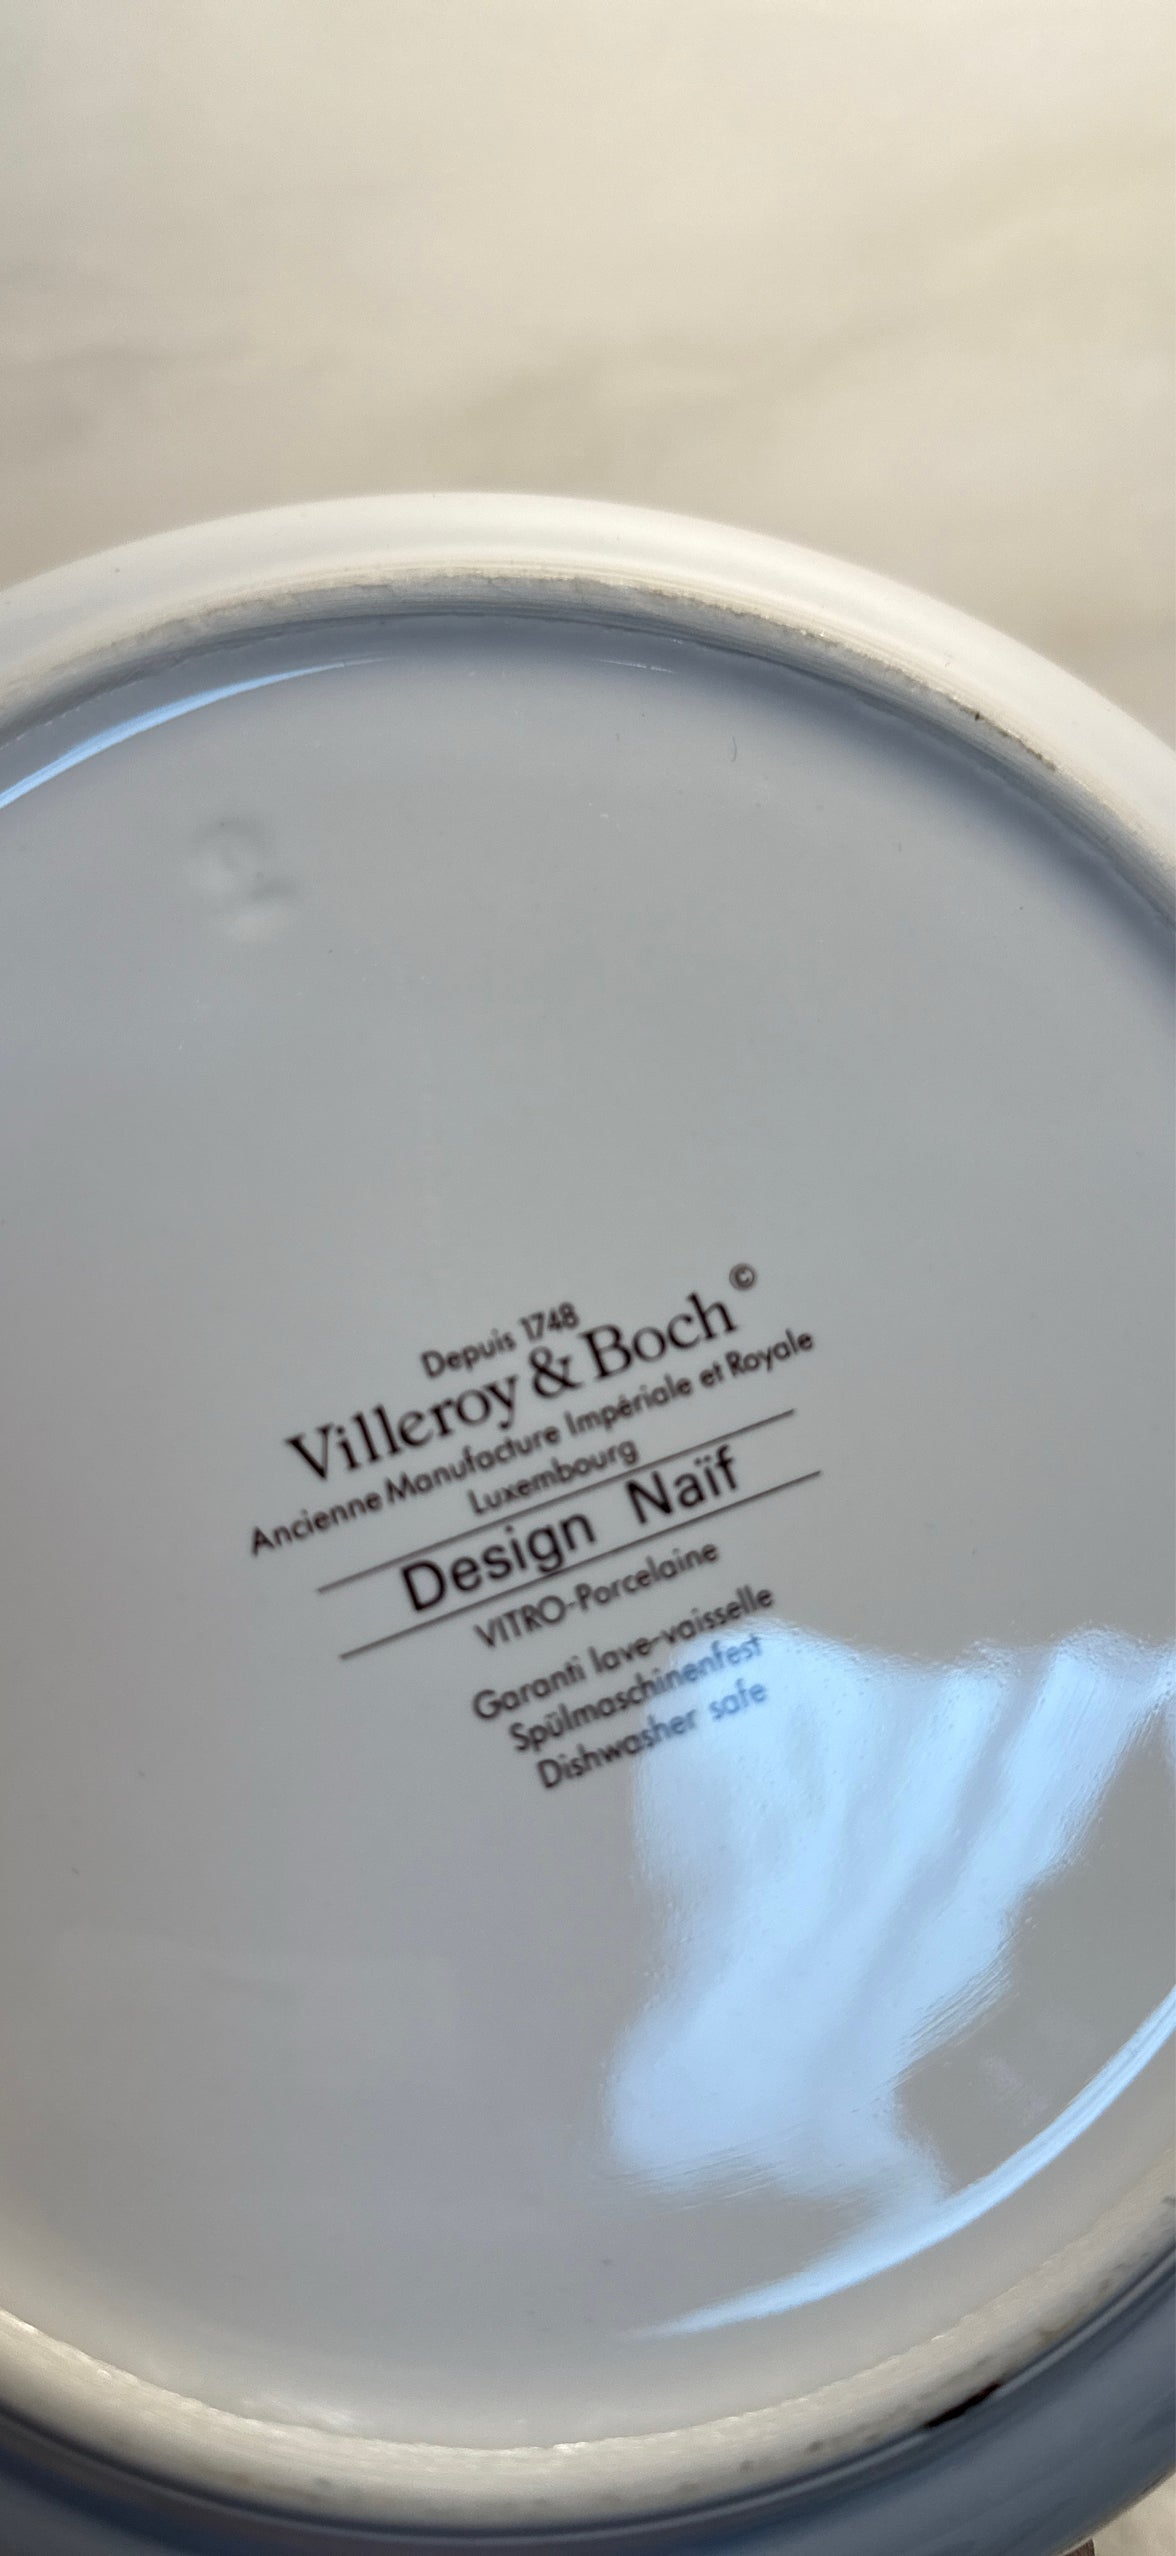 Depuis 1748
Villeroy & Boch©
Ancienne Manufacture Impériale et Royale
Luxembourg
Design Naïf
VITRO-Porcelaine
Garanti lave-vaisselle
Spülmaschinenfest
Dishwasher safe